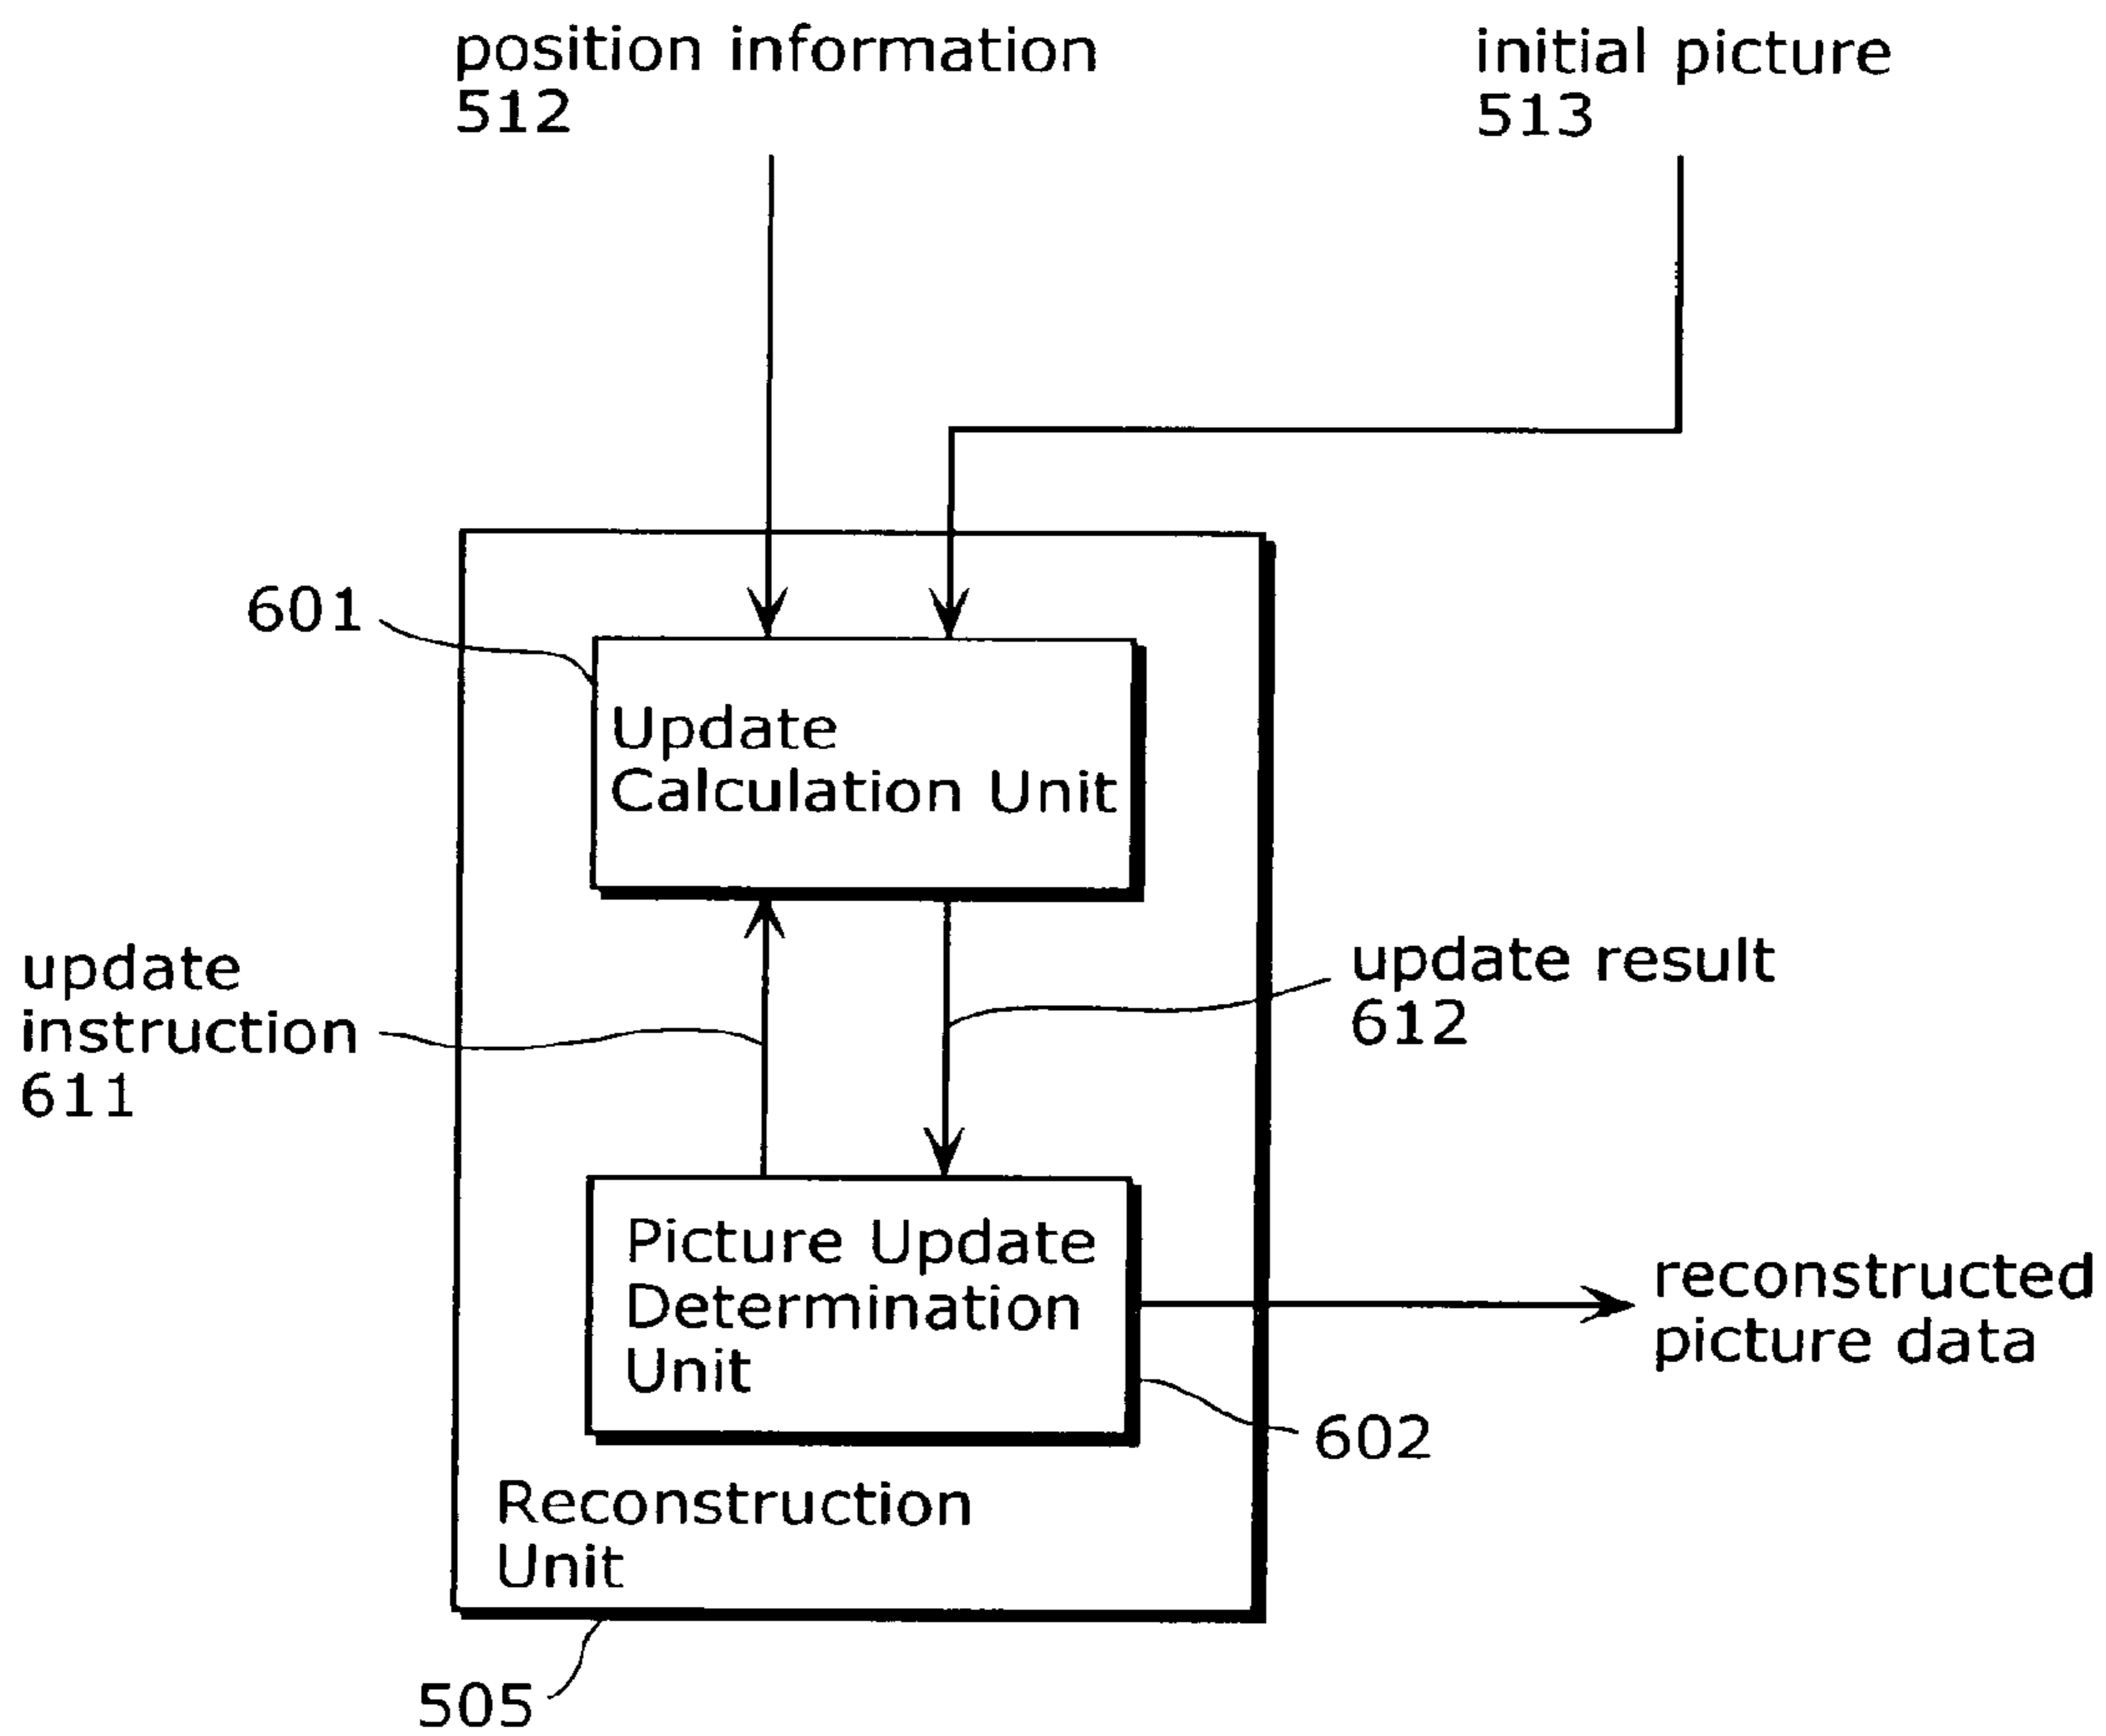 position information
512
initial picture
513
601
Update
Calculation Unit
update
instruction
611
update result
612
Picture Update
Determination
Unit
reconstructed
picture data
602
Reconstruction
Unit
505